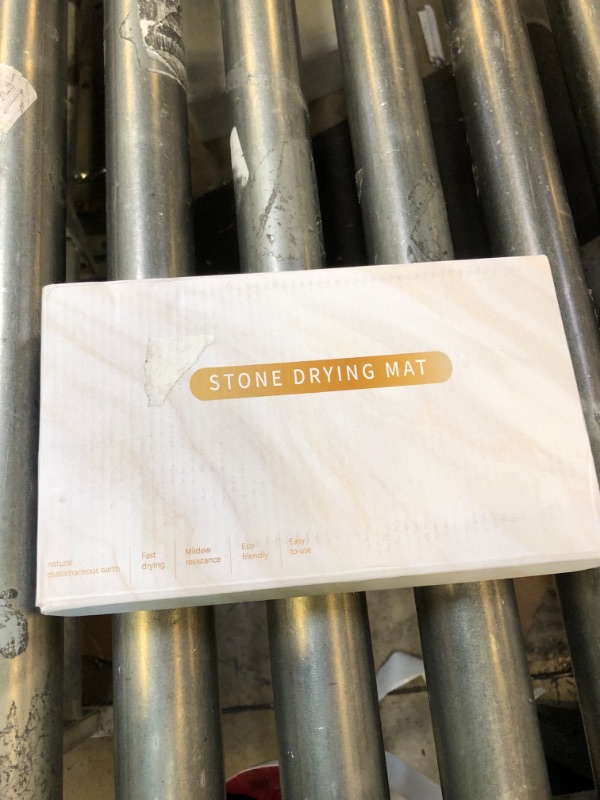 STONE DRYING MAT
natural
diatomaceous earth
Fast
drying
Mildew
resistance
Eco
friendly
Easy
to-use